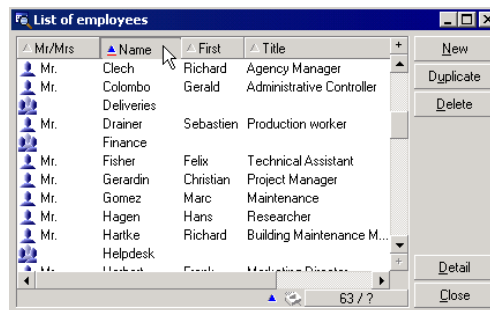 List of employees
Mr/Mrs Name First Title + New
Mr. Clech Richard Agency Manager
Duplicate
Mr. Colombo Gerald Administrative Controller
Deliveries
Delete
Mr. Drainer Sebastien Production worker
Finance
Mr. Fisher Felix Technical Assistant
Mr. Gerardin Christian Project Manager
Mr. Gomez Marc Maintenance
Mr. Hagen Hans Researcher
Mr. Hartke Richard Building Maintenance M...
Helpdesk
+ Detail
63 / ? Close